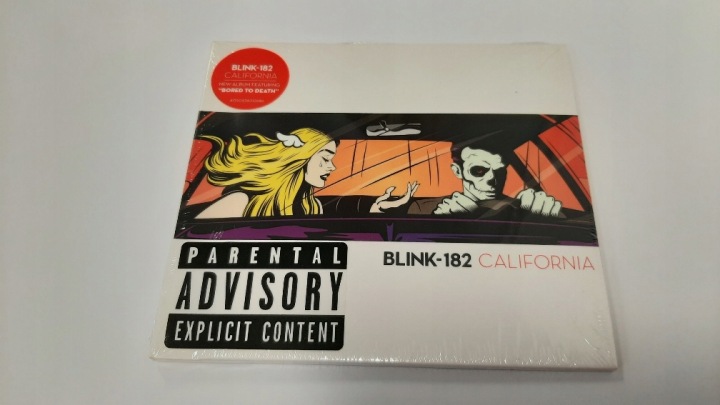 BLINK-182
CALIFORNIA
NEW ALBUM FEATURING
"BORED TO DEATH"
PARENTAL
ADVISORY
EXPLICIT CONTENT
BLINK-182 CALIFORNIA